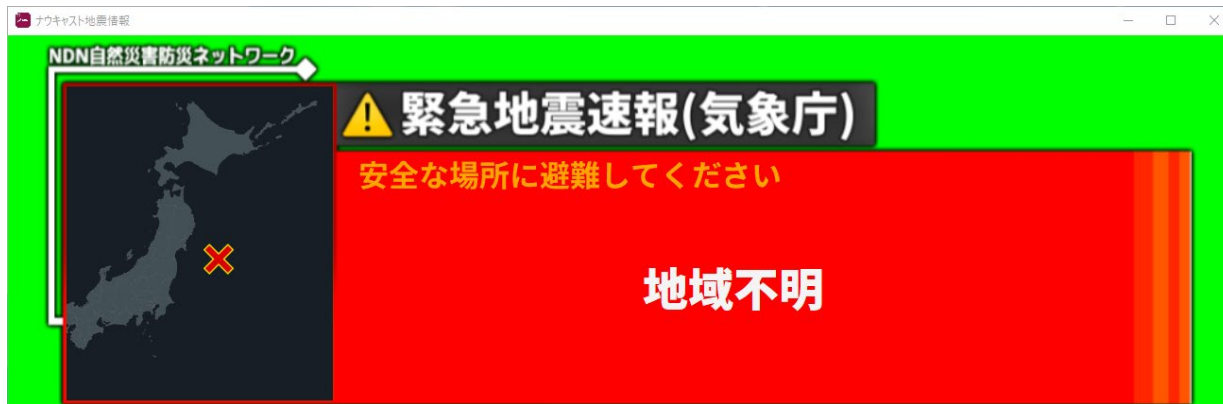 ナウキャスト地震情報
NDN自然災害防災ネットワーク
緊急地震速報(気象庁)
安全な場所に避難してください
地域不明